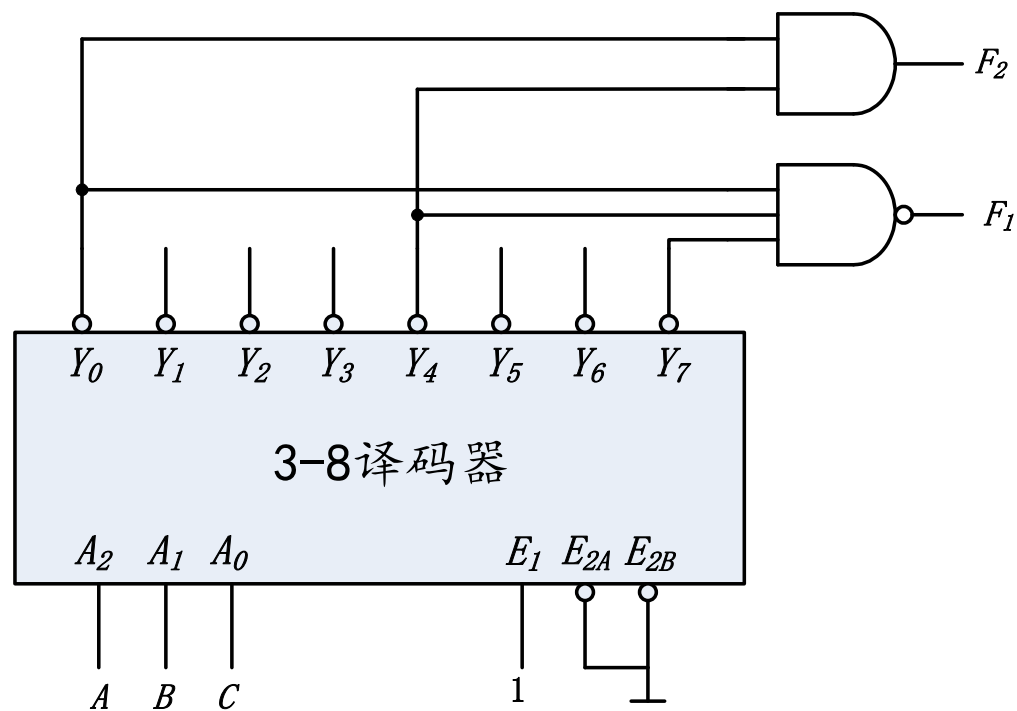 F2
F1
Y0 Y1 Y2 Y3 Y4 Y5 Y6 Y7
3-8译码器
A2 A1 A0 E1 E2A E2B
A B C 1